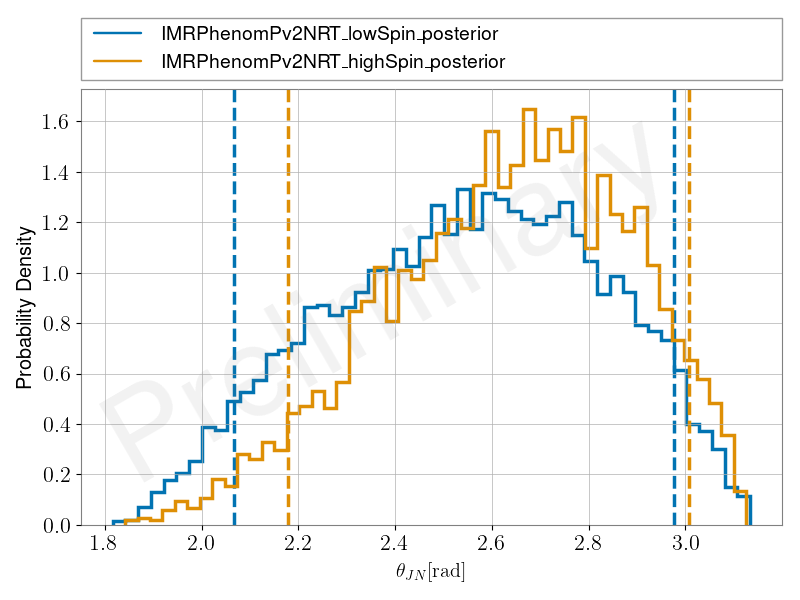 IMRPhenomPv2NRT_lowSpin_posterior
IMRPhenomPv2NRT_highSpin_posterior
Preliminary
Probability Density
1.6
1.4
1.2
1.0
0.8
0.6
0.4
0.2
0.0
1.8 2.0 2.2 2.4 2.6 2.8 3.0
θ_{JN}[rad]